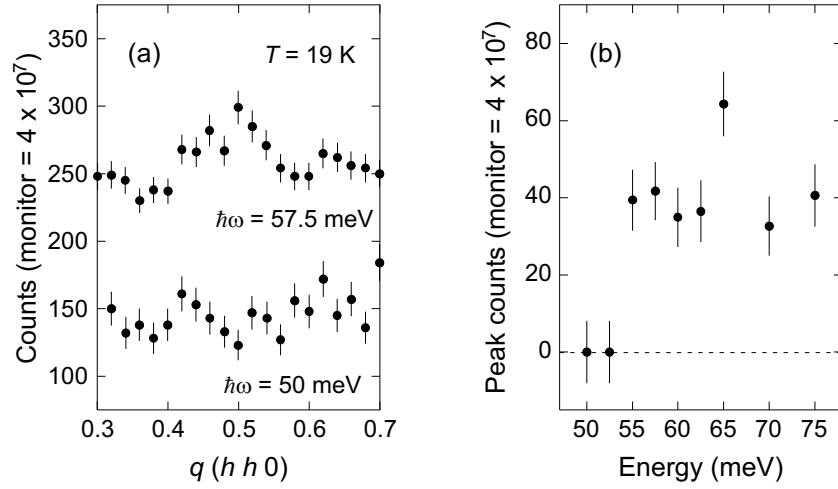 (a)
T = 19 K
ħω = 57.5 meV
ħω = 50 meV
Counts (monitor = 4 x 10⁷)
350
300
250
200
150
100
0.3 0.4 0.5 0.6 0.7
q (h h 0)
(b)
Peak counts (monitor = 4 x 10⁷)
80
60
40
20
0
50 55 60 65 70 75
Energy (meV)